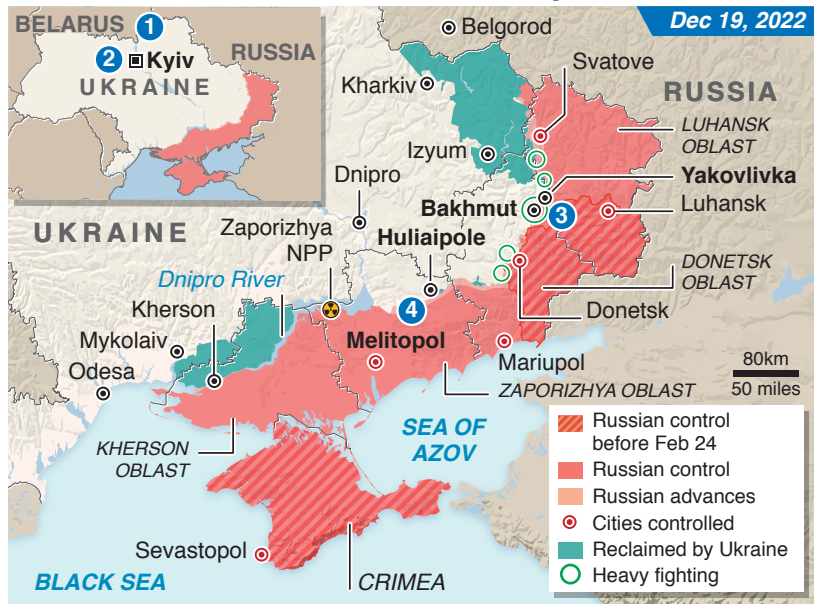 Dec 19, 2022
BELARUS
1
2
Kyiv
UKRAINE
RUSSIA
Belgorod
Svatove
Kharkiv
RUSSIA
LUHANSK
OBLAST
Izyum
Dnipro
Yakovlivka
Bakhmut
3
Luhansk
UKRAINE
Zaporizhya
NPP
Huliaipole
Dnipro River
DONETSK
OBLAST
Kherson
4
Donetsk
Mykolaiv
Melitopol
Mariupol
80km
50 miles
Odesa
ZAPORIZHYA OBLAST
KHERSON
OBLAST
SEA OF
AZOV
Russian control
before Feb 24
Russian control
Russian advances
Cities controlled
Reclaimed by Ukraine
Heavy fighting
Sevastopol
BLACK SEA
CRIMEA